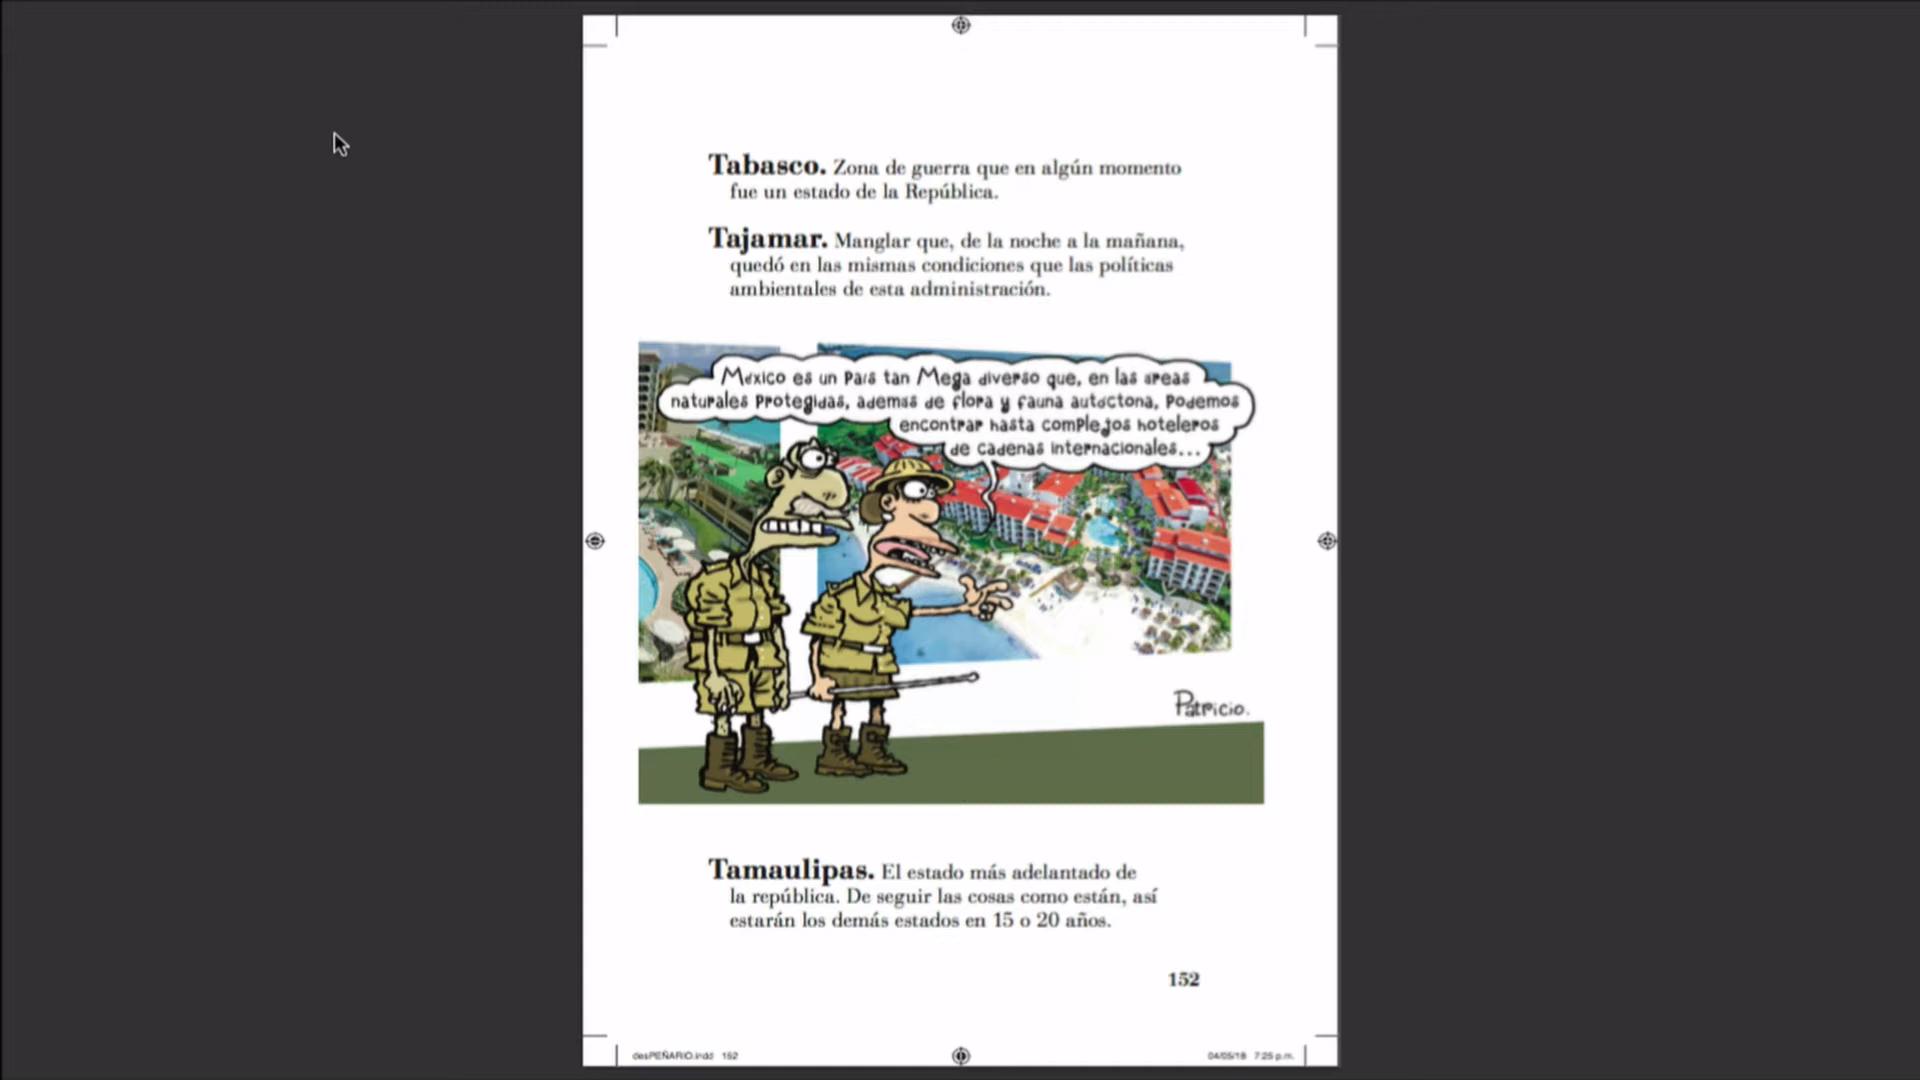 Tabasco. Zona de guerra que en algún momento
fue un estado de la República.
Tajamar. Manglar que, de la noche a la mañana,
quedó en las mismas condiciones que las políticas
ambientales de esta administración.
México es un País tan Mega diverso que, en las áreas
naturales Protegidas, además de flora y fauna autóctona, Podemos
encontrar hasta complejos hoteleros
de cadenas internacionales...
Patricio.
Tamaulipas. El estado más adelantado de
la república. De seguir las cosas como están, así
estarán los demás estados en 15 o 20 años.
152
desPEÑARIO.indd 152
04/05/18 7:25 p.m.